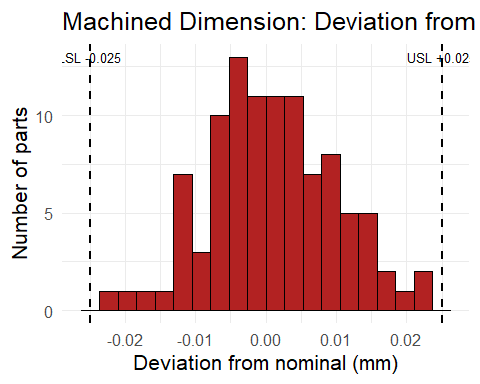 Machined Dimension: Deviation from
LSL -0.025
USL +0.02
10
5
0
Number of parts
-0.02
-0.01
0.00
0.01
0.02
Deviation from nominal (mm)